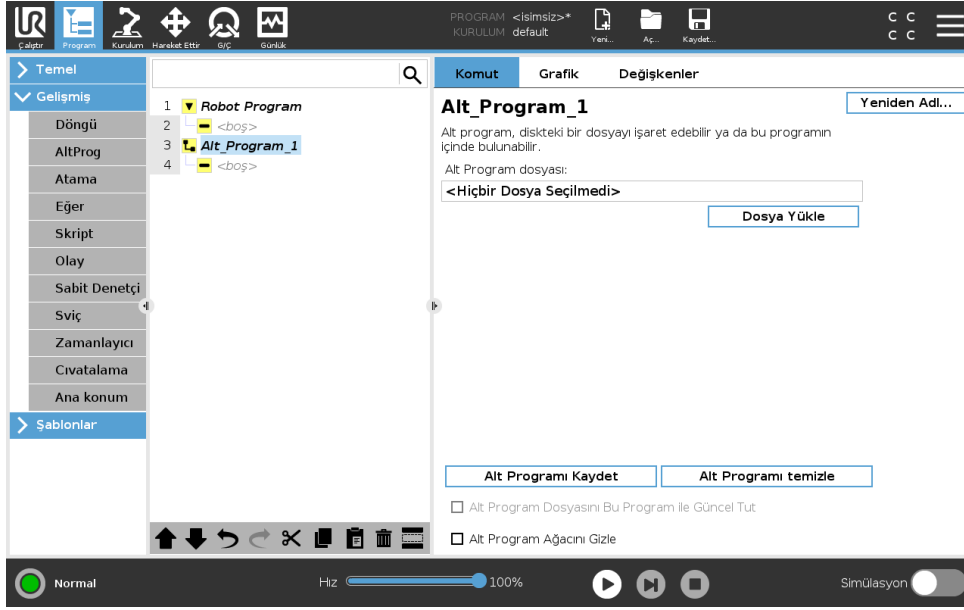 PROGRAM <isimsiz>*
KURULUM default
C C
C C
Çalıştır Program Kurulum Hareket Ettir G/Ç Günlük Yeni... Aç... Kaydet...
Temel
Gelişmiş
Döngü
AltProg
Atama
Eğer
Skript
Olay
Sabit Denetçi
Sviç
Zamanlayıcı
Cıvatalama
Ana konum
Şablonlar
1 Robot Program
2 <boş>
3 Alt_Program_1
4 <boş>
Komut Grafik Değişkenler
Alt_Program_1
Yeniden Adl...
Alt program, diskteki bir dosyayı işaret edebilir ya da bu programın
içinde bulunabilir.
Alt Program dosyası:
<Hiçbir Dosya Seçilmedi>
Dosya Yükle
Alt Programı Kaydet Alt Programı temizle
Alt Program Dosyasını Bu Program ile Güncel Tut
Alt Program Ağacını Gizle
Normal Hız 100% Simülasyon